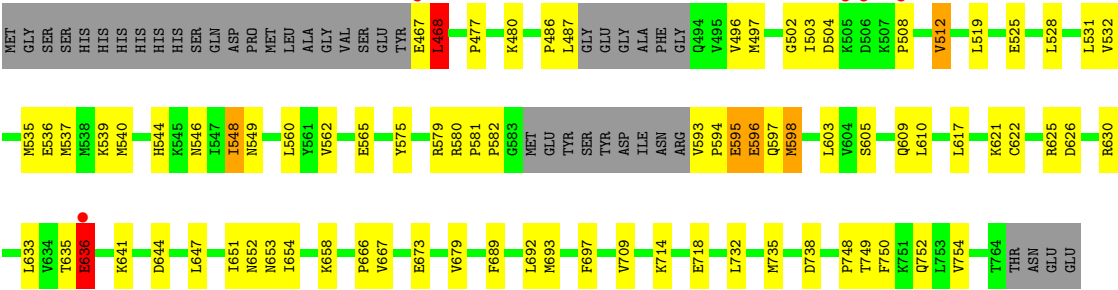 MET GLY SER SER HIS HIS HIS HIS HIS HIS SER GLN ASP PRO MET LEU ALA GLY VAL SER GLU TYR E467 L468 P477 K480 P486 L487 GLY GLU GLY ALA PHE GLY Q494 V495 V496 M497 G502 I503 D504 K505 D506 K507 P508 V512 L519 E525 L528 L531 V532
M535 E536 M537 M538 K539 M540 H544 K545 N546 I547 I548 N549 L560 Y561 V562 E565 Y575 R579 R580 P581 P582 G583 MET GLU TYR SER TYR ASP ILE ASN ARG V593 P594 E595 E596 Q597 M598 L603 V604 S605 Q609 L610 L617 K621 C622 R625 D626 R630
L633 V634 T635 E636 K641 D644 L647 I651 N652 N653 I654 K658 P666 V667 E673 V679 F689 L692 M693 F697 V709 K714 E718 L732 M735 D738 P748 T749 F750 K751 Q752 L753 V754 T764 THR ASN GLU GLU